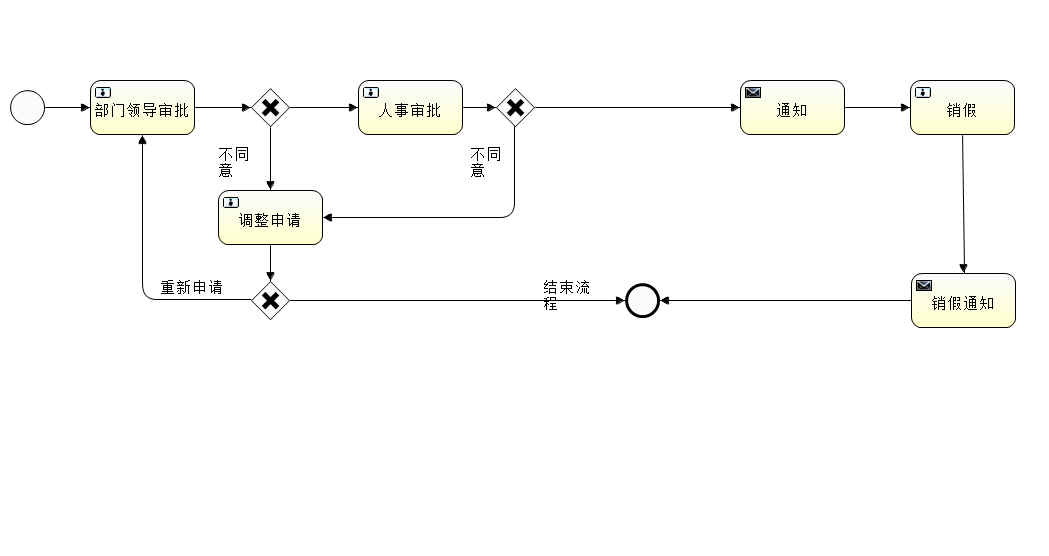 部门领导审批
人事审批
通知
销假
不同
意
不同
意
调整申请
重新申请
结束流
程
销假通知